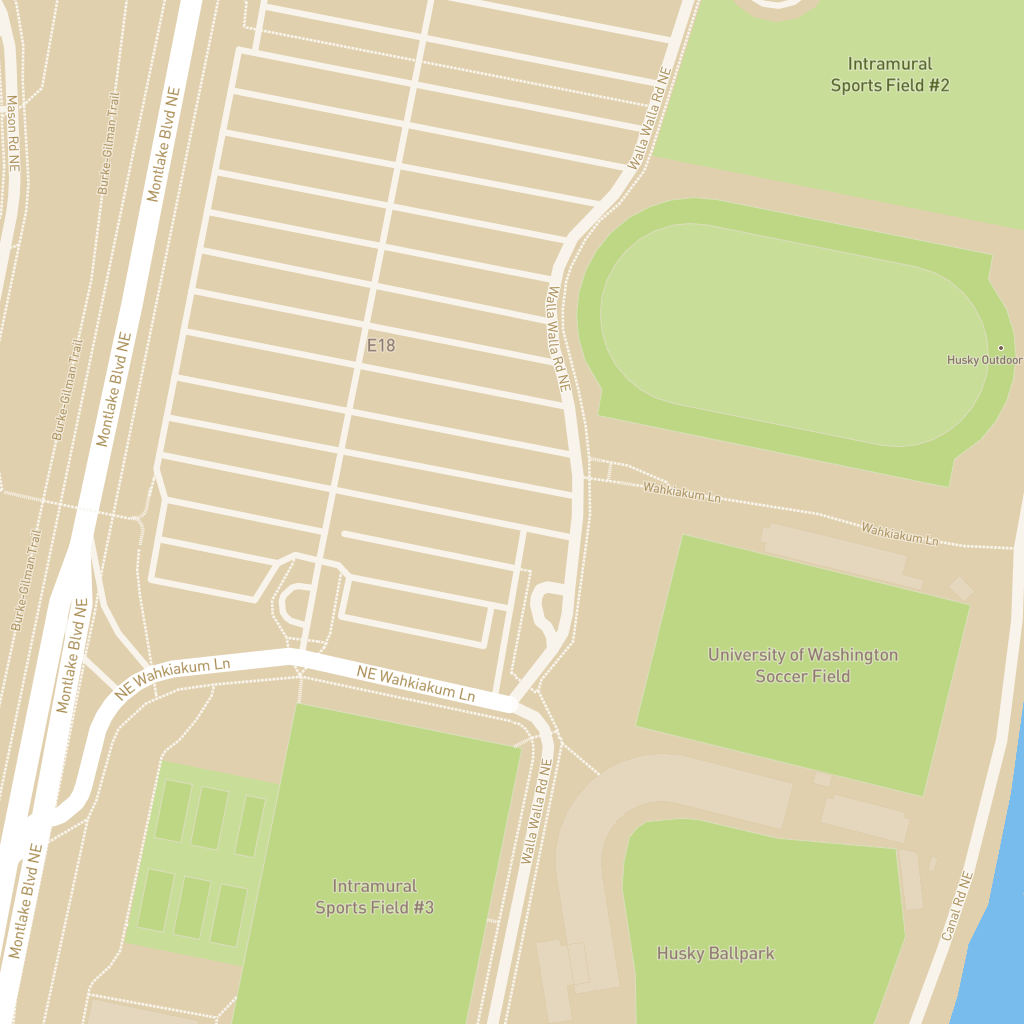 Intramural
Sports Field #2
Mason Rd NE
Burke-Gilman Trail
Montlake Blvd NE
Walla Walla Rd NE
Walla Walla Rd NE
E18
Husky Outdoor
Montlake Blvd NE
Burke-Gilman Trail
Wahkiakum Ln
Wahkiakum Ln
Burke-Gilman Trail
Montlake Blvd NE
NE Wahkiakum Ln
NE Wahkiakum Ln
University of Washington
Soccer Field
Walla Walla Rd NE
Intramural
Sports Field #3
Montlake Blvd NE
Canal Rd NE
Husky Ballpark